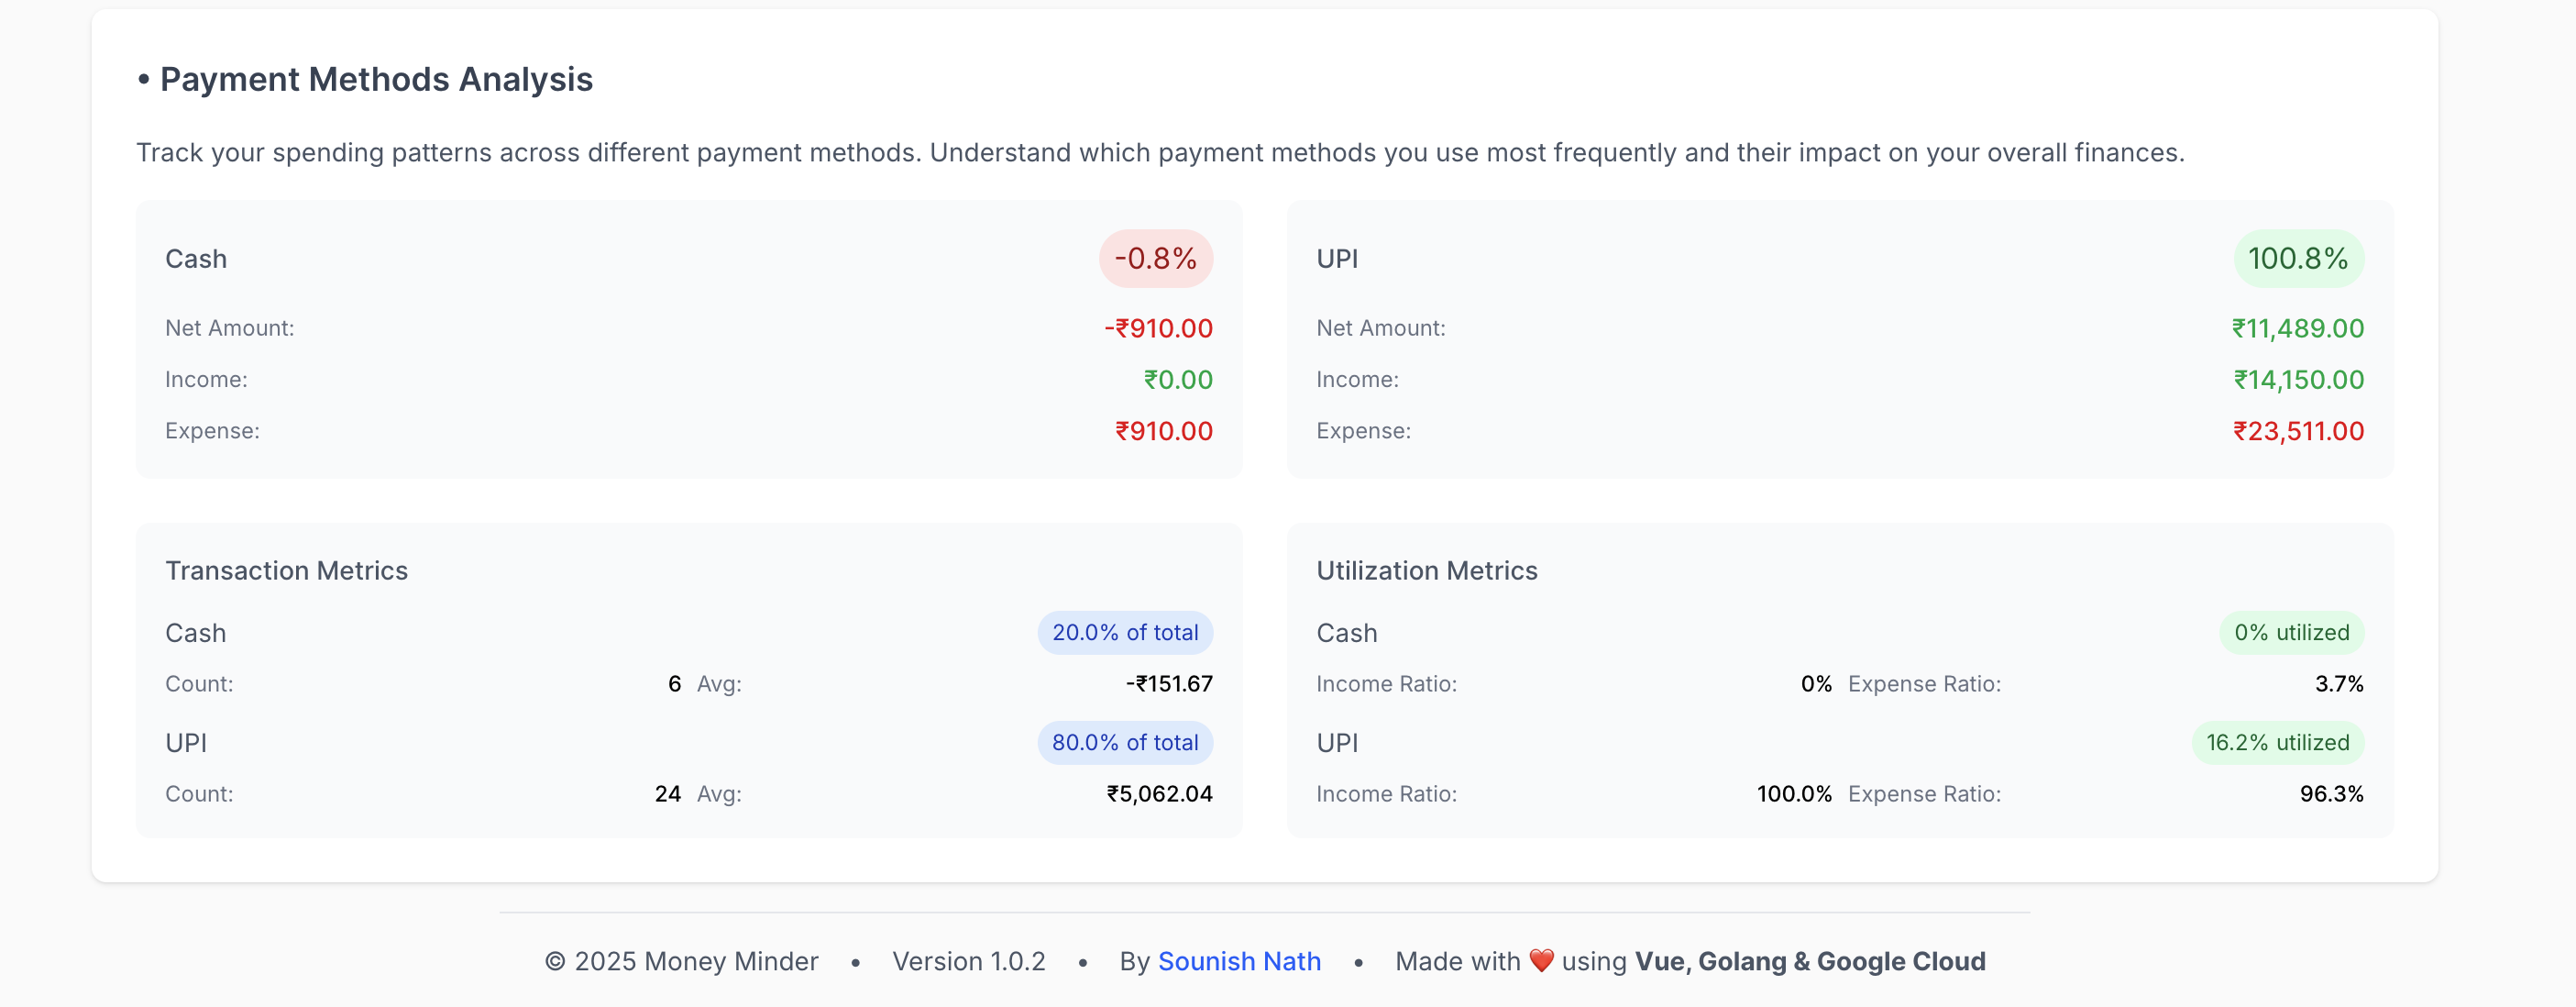 • Payment Methods Analysis
Track your spending patterns across different payment methods. Understand which payment methods you use most frequently and their impact on your overall finances.
Cash -0.8%
Net Amount: -₹910.00
Income: ₹0.00
Expense: ₹910.00
UPI 100.8%
Net Amount: ₹11,489.00
Income: ₹14,150.00
Expense: ₹23,511.00
Transaction Metrics
Cash 20.0% of total
Count: 6 Avg: -₹151.67
UPI 80.0% of total
Count: 24 Avg: ₹5,062.04
Utilization Metrics
Cash 0% utilized
Income Ratio: 0% Expense Ratio: 3.7%
UPI 16.2% utilized
Income Ratio: 100.0% Expense Ratio: 96.3%
© 2025 Money Minder • Version 1.0.2 • By Sounish Nath • Made with ❤️ using Vue, Golang & Google Cloud